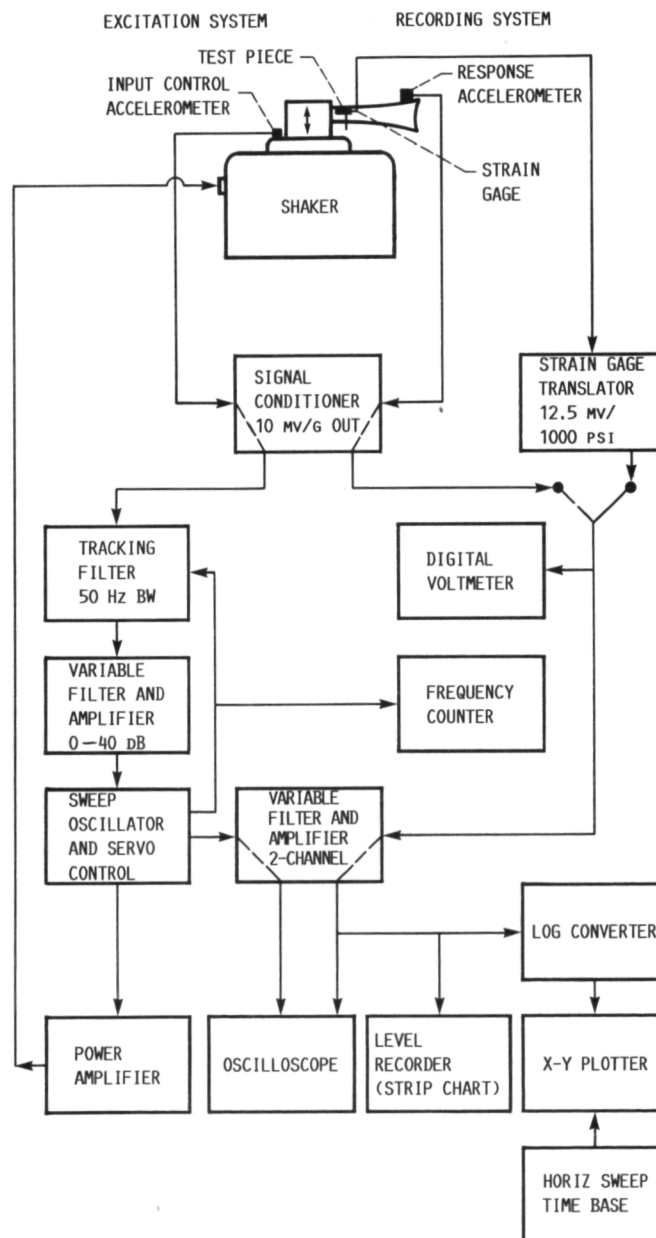 EXCITATION SYSTEM
RECORDING SYSTEM
TEST PIECE
INPUT CONTROL
ACCELEROMETER
RESPONSE
ACCELEROMETER
STRAIN
GAGE
SHAKER
SIGNAL
CONDITIONER
10 MV/G OUT
STRAIN GAGE
TRANSLATOR
12.5 MV/
1000 PSI
TRACKING
FILTER
50 Hz BW
DIGITAL
VOLTMETER
VARIABLE
FILTER AND
AMPLIFIER
0—40 DB
FREQUENCY
COUNTER
SWEEP
OSCILLATOR
AND SERVO
CONTROL
VARIABLE
FILTER AND
AMPLIFIER
2-CHANNEL
LOG CONVERTER
POWER
AMPLIFIER
OSCILLOSCOPE
LEVEL
RECORDER
(STRIP CHART)
X-Y PLOTTER
HORIZ SWEEP
TIME BASE